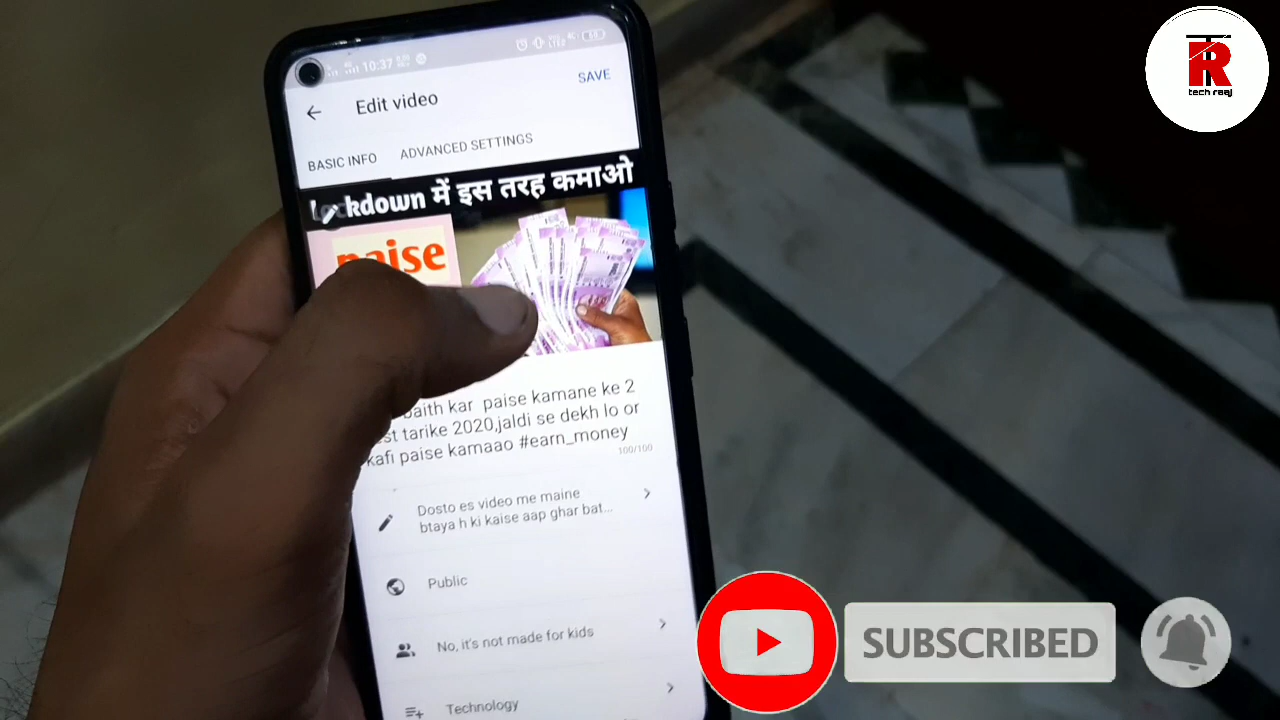 10:37
SAVE
Edit video
BASIC INFO
ADVANCED SETTINGS
kdown में इस तरह कमाओ
paise
baith kar paise kamane ke 2
tarike 2020,jaldi se dekh lo or
kafi paise kamaao #earn_money
100/100
Dosto es video me maine
btaya h ki kaise aap ghar bat...
Public
No, it's not made for kids
Technology
TR
tech raaj
SUBSCRIBED